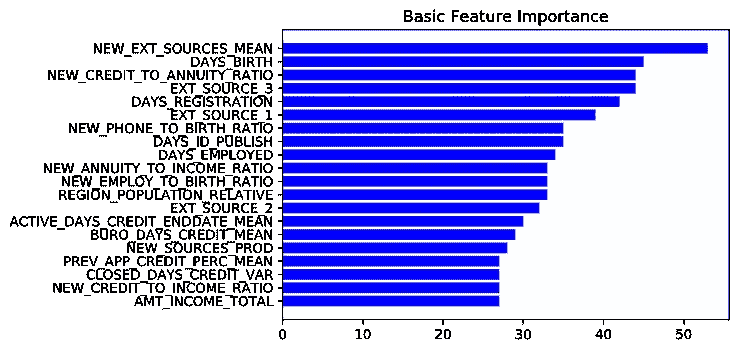 Basic Feature Importance
NEW_EXT_SOURCES_MEAN
DAYS_BIRTH
NEW_CREDIT_TO_ANNUITY_RATIO
EXT_SOURCE_3
DAYS_REGISTRATION
EXT_SOURCE_1
NEW_PHONE_TO_BIRTH_RATIO
DAYS_ID_PUBLISH
DAYS_EMPLOYED
NEW_ANNUITY_TO_INCOME_RATIO
NEW_EMPLOY_TO_BIRTH_RATIO
REGION_POPULATION_RELATIVE
EXT_SOURCE_2
ACTIVE_DAYS_CREDIT_ENDDATE_MEAN
BURO_DAYS_CREDIT_MEAN
NEW_SOURCES_PROD
PREV_APP_CREDIT_PERC_MEAN
CLOSED_DAYS_CREDIT_VAR
NEW_CREDIT_TO_INCOME_RATIO
AMT_INCOME_TOTAL
0 10 20 30 40 50